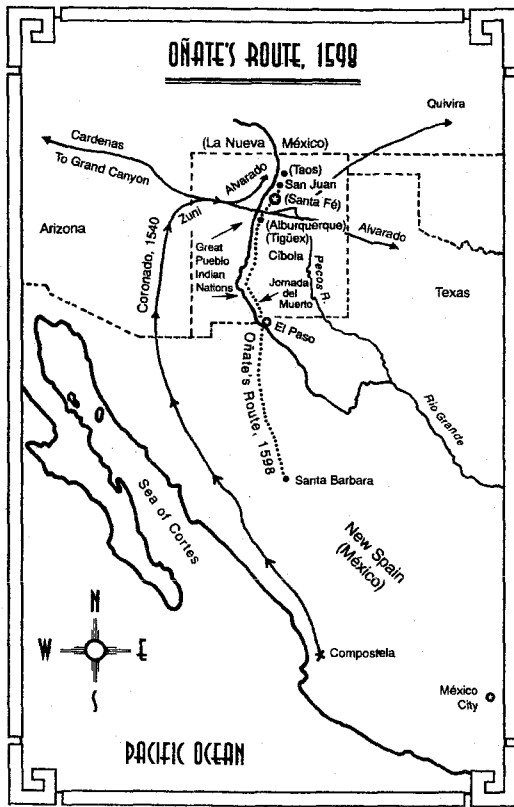 OÑATE'S ROUTE, 1598
Quivira
Cardenas
To Grand Canyon
(La Nueva México)
Alvarado
(Taos)
San Juan
(Santa Fé)
Zuni
Arizona
(Alburquerque)
(Tigüex)
Alvarado
Coronado, 1540
Great
Pueblo
Indian
Nations
Cíbola
Pecos R.
Jornada
del
Muerto
Texas
El Paso
Oñate's Route, 1598
Rio Grande
Santa Barbara
Sea of Cortes
New Spain
(México)
N
W
E
S
Compostela
México
City
PACIFIC OCEAN